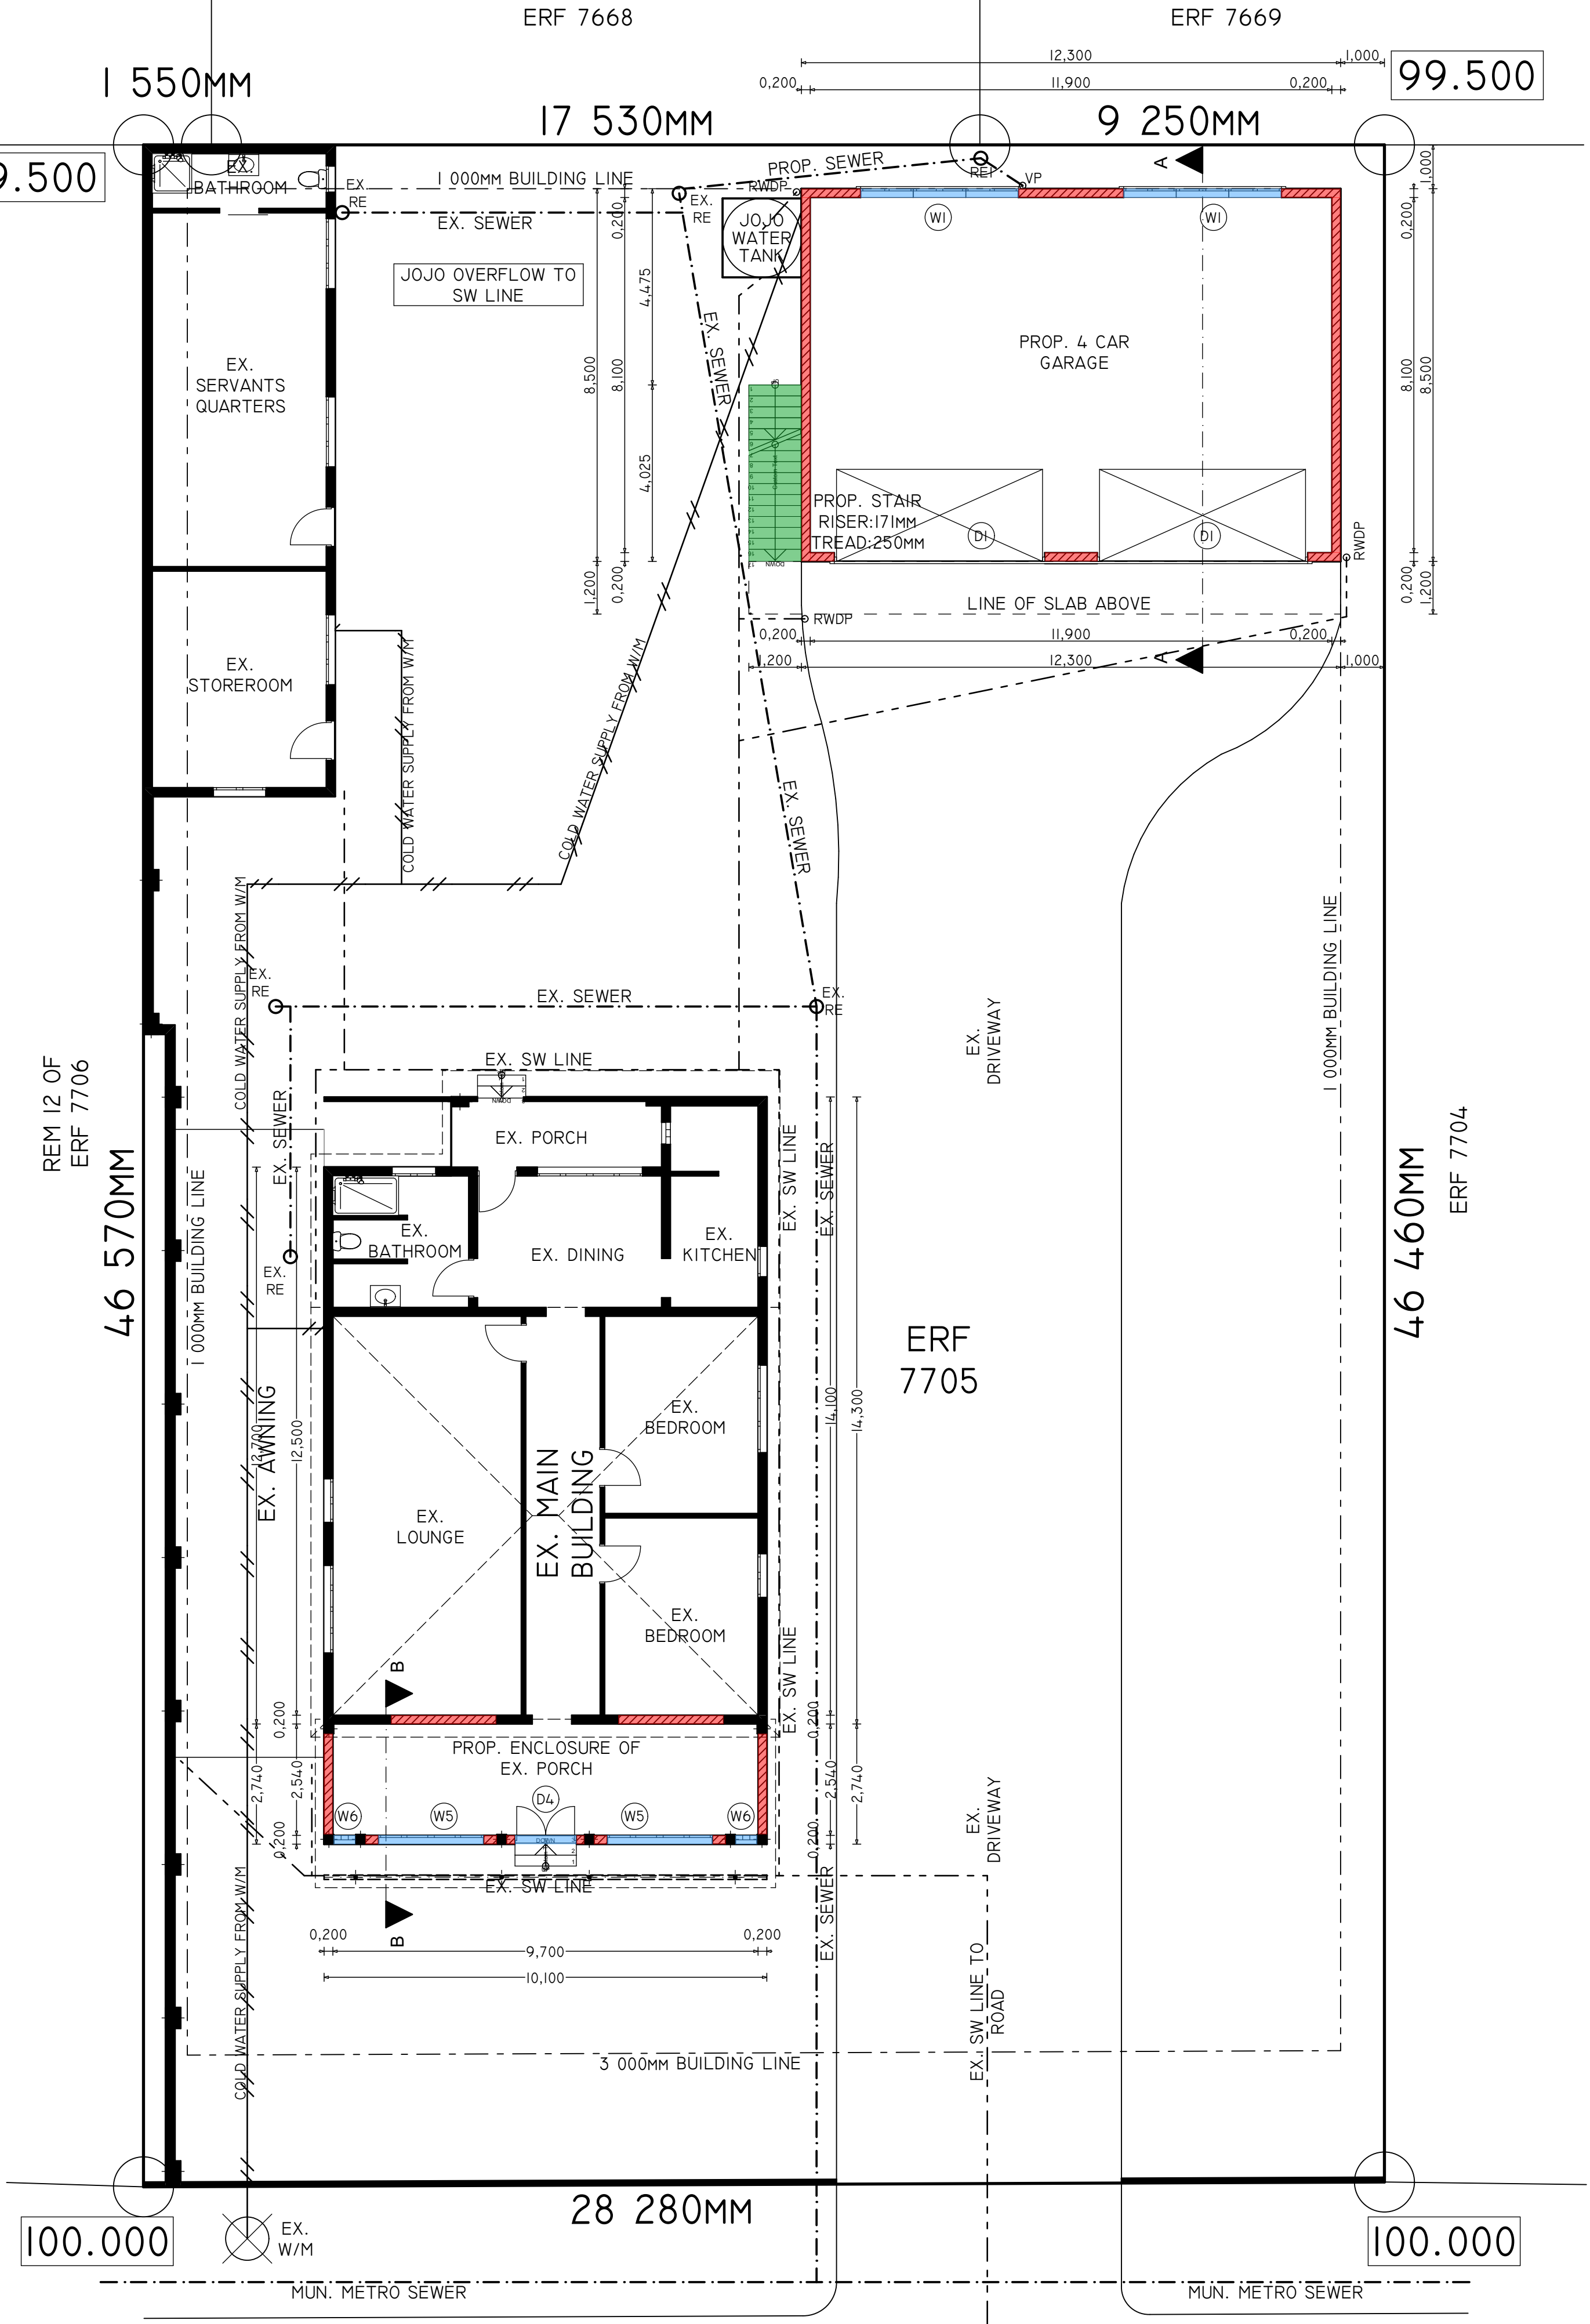 ERF 7668
ERF 7669
12,300
1,000
99.500
1 550MM
0,200
11,900
0,200
17 530MM
9 250MM
9.500
EX.
BATHROOM
EX.
RE
1 000MM BUILDING LINE
EX. SEWER
PROP. SEWER
RE1
VP
RWDP
EX.
RE
A
1,000
W1
W1
JOJO
WATER
TANK
JOJO OVERFLOW TO
SW LINE
0,200
4,475
0,200
EX. SEWER
PROP. 4 CAR
GARAGE
EX.
SERVANTS
QUARTERS
8,500
8,100
8,100
8,500
4,025
PROP. STAIR
RISER:171MM
TREAD:250MM
D1
D1
RWDP
DOWN
1,200
0,200
0,200
1,200
LINE OF SLAB ABOVE
RWDP
0,200
11,900
0,200
1,200
12,300
1,000
A
EX.
STOREROOM
COLD WATER SUPPLY FROM W/M
COLD WATER SUPPLY FROM W/M
EX. SEWER
COLD WATER SUPPLY FROM W/M
EX.
RE
EX. SEWER
EX.
RE
EX.
DRIVEWAY
1 000MM BUILDING LINE
REM 12 OF
ERF 7706
ERF 7704
46 570MM
46 460MM
EX. SW LINE
DOWN
EX. PORCH
EX. SEWER
1 000MM BUILDING LINE
EX. SW LINE
EX. SEWER
EX.
BATHROOM
EX. DINING
EX.
KITCHEN
EX.
RE
ERF
7705
EX. AWNING
12,700
12,500
14,100
14,300
EX.
BEDROOM
EX. MAIN
BUILDING
EX.
LOUNGE
EX.
BEDROOM
B
EX. SW LINE
0,200
0,200
PROP. ENCLOSURE OF
EX. PORCH
2,740
2,540
2,540
2,740
D4
W6
W5
W5
W6
DOWN
0,200
0,200
EX.
DRIVEWAY
EX. SW LINE
B
EX. SEWER
0,200
9,700
0,200
10,100
COLD WATER SUPPLY FROM W/M
EX. SW LINE TO
ROAD
3 000MM BUILDING LINE
28 280MM
100.000
EX.
W/M
100.000
MUN. METRO SEWER
MUN. METRO SEWER